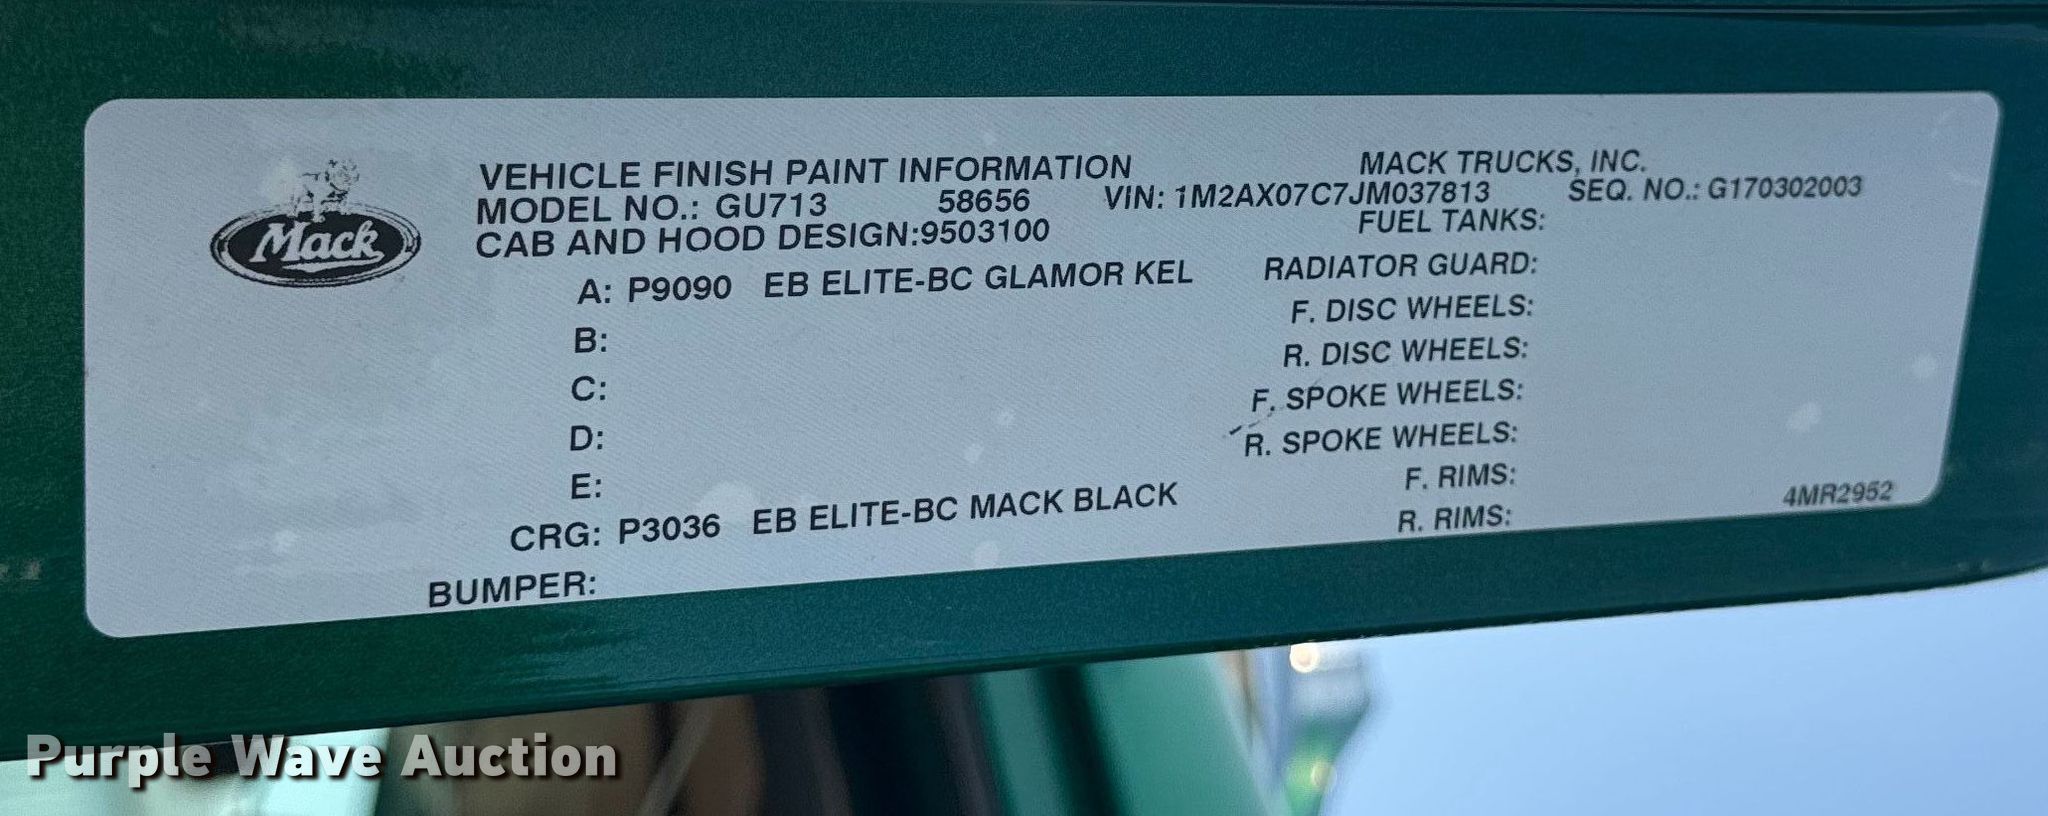 Mack
VEHICLE FINISH PAINT INFORMATION MACK TRUCKS, INC.
MODEL NO.: GU713 58656 VIN: 1M2AX07C7JM037813 SEQ. NO.: G170302003
CAB AND HOOD DESIGN:9503100 FUEL TANKS:
A: P9090 EB ELITE-BC GLAMOR KEL RADIATOR GUARD:
B: F. DISC WHEELS:
C: R. DISC WHEELS:
D: F. SPOKE WHEELS:
E: R. SPOKE WHEELS:
CRG: P3036 EB ELITE-BC MACK BLACK F. RIMS:
BUMPER: R. RIMS:
4MR2952
Purple Wave Auction